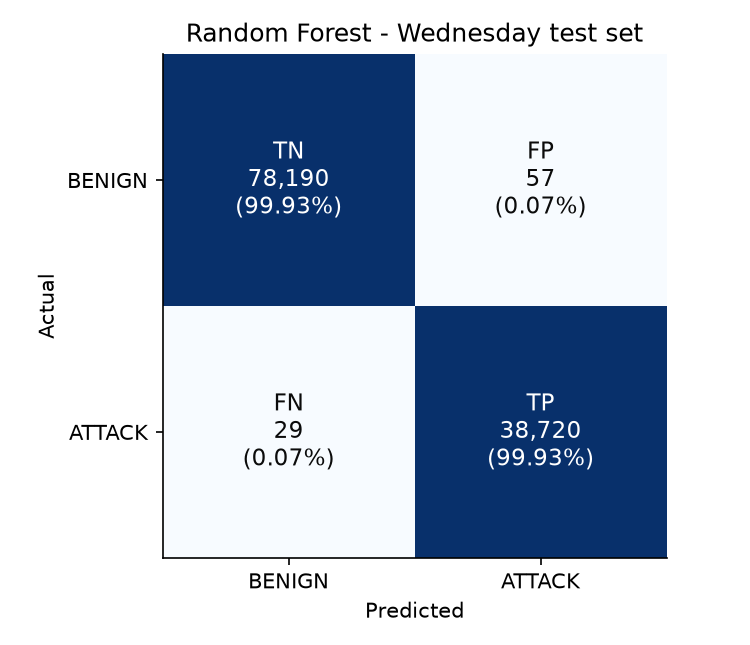 Random Forest - Wednesday test set
Actual
BENIGN
TN
78,190
(99.93%)
FP
57
(0.07%)
ATTACK
FN
29
(0.07%)
TP
38,720
(99.93%)
BENIGN
ATTACK
Predicted